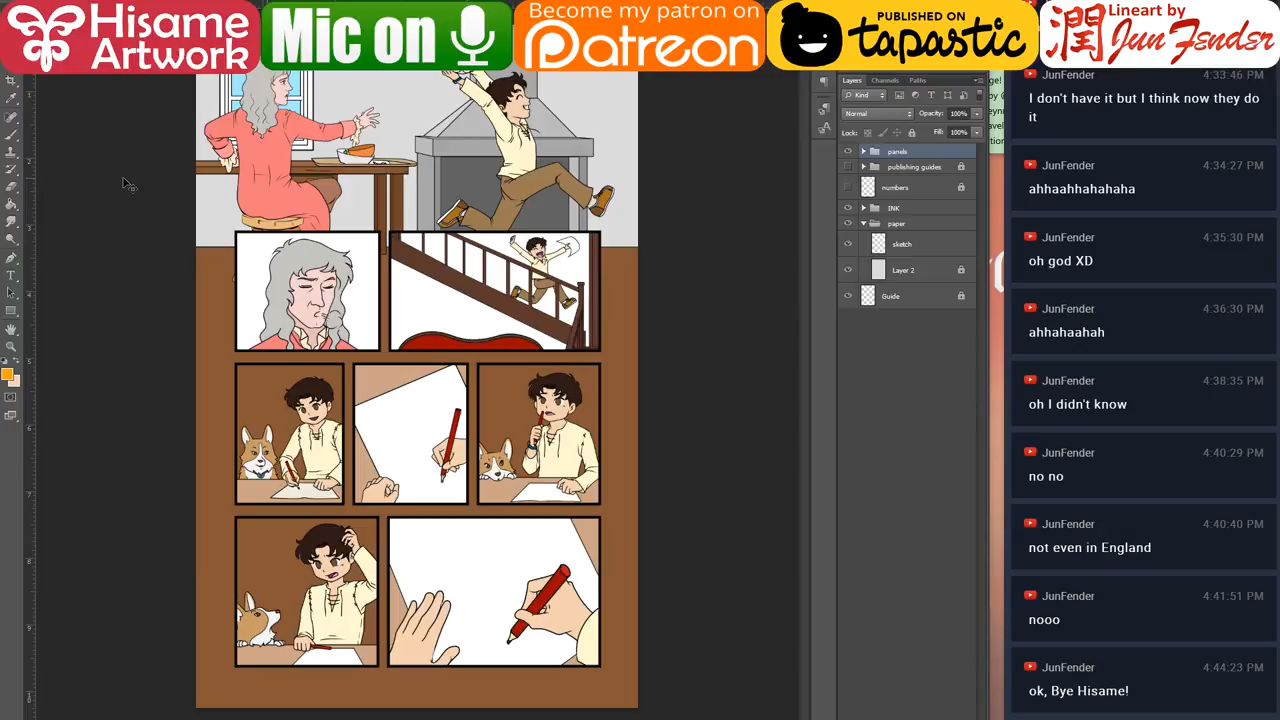 Hisame
Artwork
Mic on
Become my patron on
Patreon
PUBLISHED ON
tapastic
Lineart by
潤 JunFender
Layers Channels Paths
Kind
Normal Opacity: 100%
Lock: Fill: 100%
panels
publishing guides
numbers
INK
paper
sketch
Layer 2
Guide
JunFender 4:33:46 PM
I don't have it but I think now they do
it
JunFender 4:34:27 PM
ahhaahhahahaha
JunFender 4:35:30 PM
oh god XD
JunFender 4:36:30 PM
ahhahaahah
JunFender 4:38:35 PM
oh I didn't know
JunFender 4:40:29 PM
no no
JunFender 4:40:40 PM
not even in England
JunFender 4:41:51 PM
nooo
JunFender 4:44:23 PM
ok, Bye Hisame!